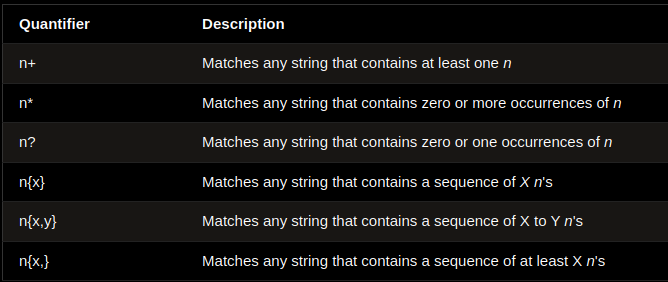 Quantifier Description
n+ Matches any string that contains at least one n
n* Matches any string that contains zero or more occurrences of n
n? Matches any string that contains zero or one occurrences of n
n{x} Matches any string that contains a sequence of X n's
n{x,y} Matches any string that contains a sequence of X to Y n's
n{x,} Matches any string that contains a sequence of at least X n's